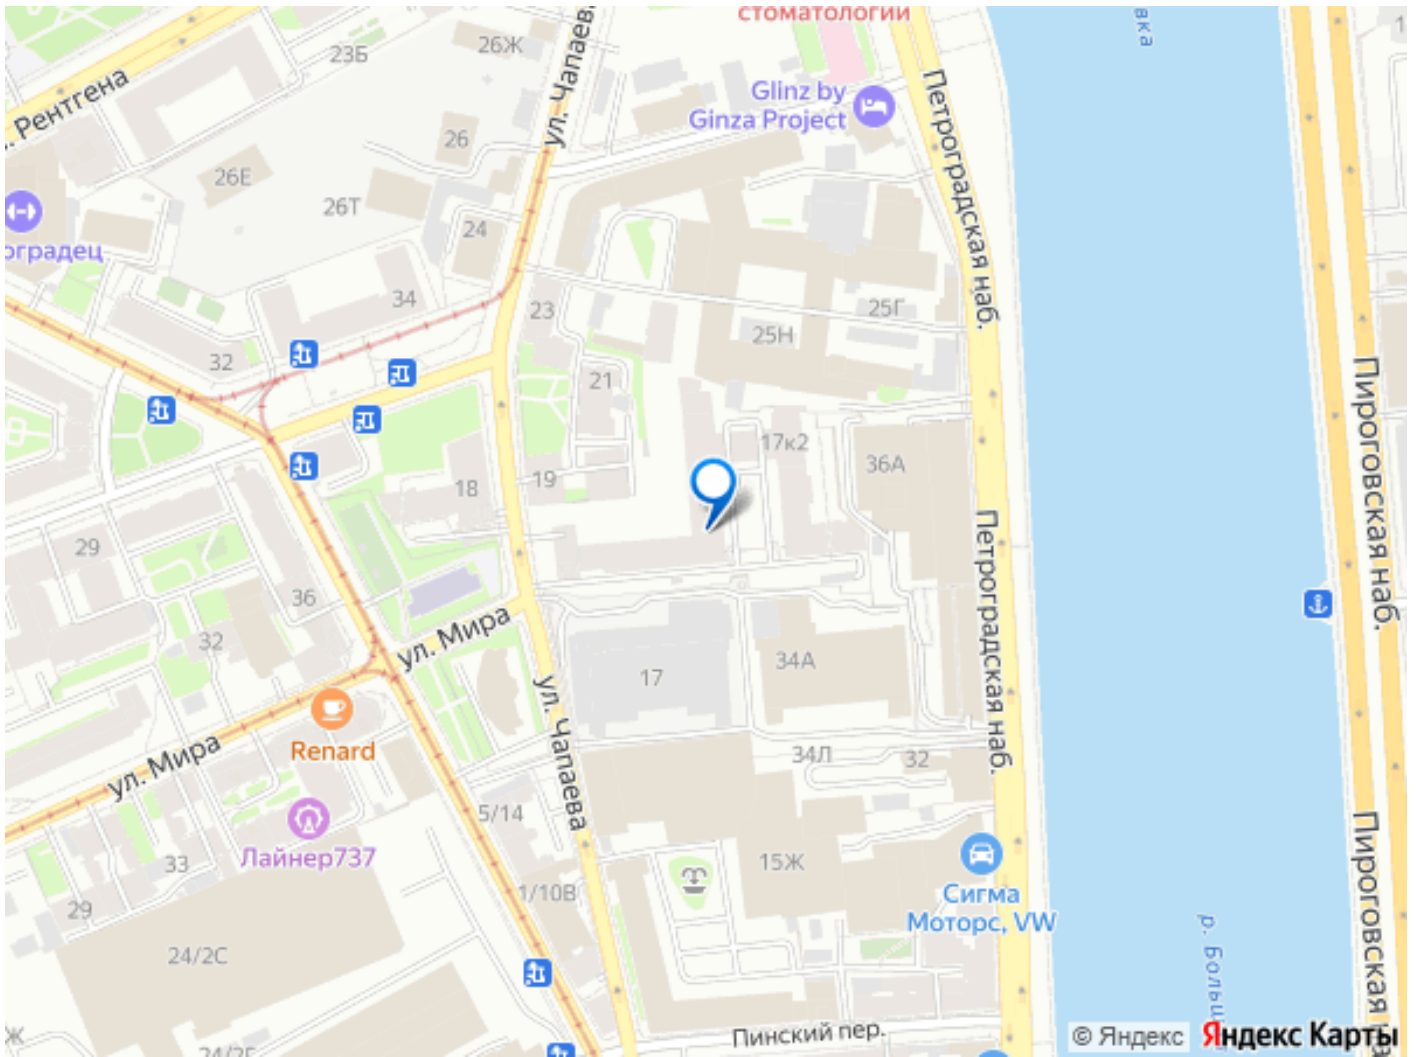 стоматологии
вка
26Ж
23Б
ул. Чапаева
Рентгена
Glinz by
Ginza Project
Петроградская наб.
26
26Е
26Т
24
оградец
34
23
25Г
25Н
32
21
17к2
36А
19
18
Пироговская наб.
Петроградская наб.
29
36
32
ул. Мира
34А
17
ул. Чапаева
Renard
ул. Мира
34Л
32
5/14
Лайнер737
33
15Ж
Сигма
Моторс, VW
1/10В
29
24/2С
Пироговская
р. Больш
Ж
Пинский пер.
© Яндекс
Яндекс Карты